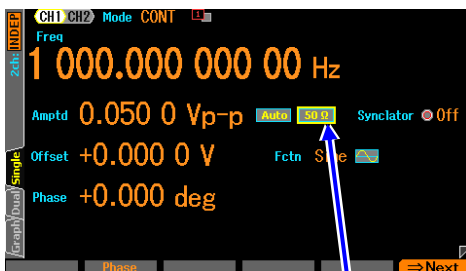 CH1 CH2 Mode CONT 1
2ch: INDEP
Freq
1 000.000 000 00 Hz
Amptd 0.050 0 Vp-p Auto 50 Ω Synclator Off
Offset +0.000 0 V Fctn Sine
Phase +0.000 deg
Single
Dual
Graph
Phase ⇒Next